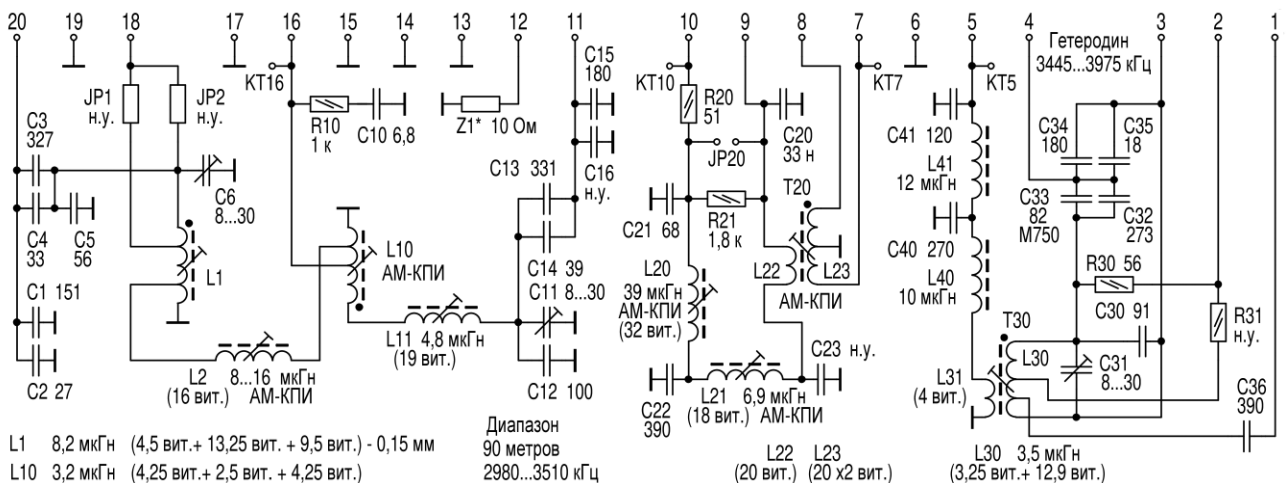 20 19 18 17 16 15 14 13 12 11 10 9 8 7 6 5 4 3 2 1
Гетеродин
3445...3975 кГц
КТ16
КТ10
КТ7
КТ5
JP1
н.у.
JP2
н.у.
C3
327
C4
33
C5
56
C6
8...30
C1 151
C2 27
L1
L2
(16 вит.)
8...16 мкГн
АМ-КПИ
R10
1 к
C10 6,8
Z1* 10 Ом
C15
180
C16
н.у.
C13 331
C14 39
C11 8...30
C12 100
L10
АМ-КПИ
L11 4,8 мкГн
(19 вит.)
R20
51
JP20
C20
33 н
C21 68
R21
1,8 к
T20
L22
L23
АМ-КПИ
L20
39 мкГн
АМ-КПИ
(32 вит.)
C22
390
L21
(18 вит.)
6,9 мкГн
АМ-КПИ
C23 н.у.
C41 120
L41
12 мкГн
C40 270
L40
10 мкГн
C34
180
C35
18
C33
82
М750
C32
273
R30 56
C30 91
R31
н.у.
T30
L30
L31
(4 вит.)
C31
8...30
C36
390
L1 8,2 мкГн (4,5 вит.+ 13,25 вит. + 9,5 вит.) - 0,15 мм
L10 3,2 мкГн (4,25 вит. + 2,5 вит. + 4,25 вит.)
Диапазон
90 метров
2980...3510 кГц
L22 L23
(20 вит.) (20 x2 вит.)
L30 3,5 мкГн
(3,25 вит.+ 12,9 вит.)